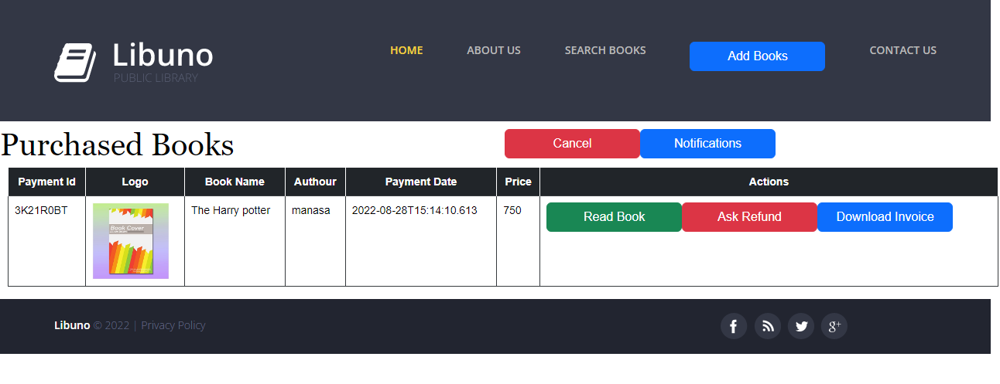 Libuno
PUBLIC LIBRARY
HOME ABOUT US SEARCH BOOKS Add Books CONTACT US
Purchased Books Cancel Notifications
Payment Id Logo Book Name Authour Payment Date Price Actions
3K21R0BT The Harry potter manasa 2022-08-28T15:14:10.613 750 Read Book Ask Refund Download Invoice
Book Cover
Libuno © 2022 | Privacy Policy
f g+